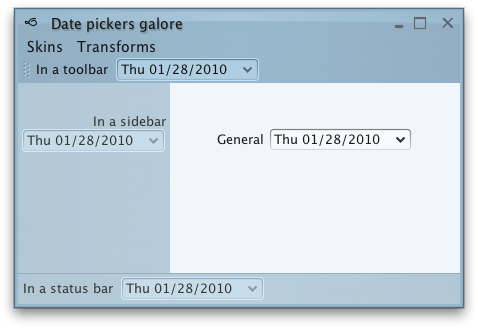 Date pickers galore
Skins Transforms
In a toolbar Thu 01/28/2010
In a sidebar
Thu 01/28/2010
General Thu 01/28/2010
In a status bar Thu 01/28/2010